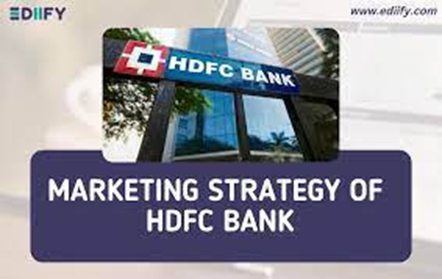 EDIIFY
www.ediify.com
HDFC BANK
MARKETING STRATEGY OF
HDFC BANK